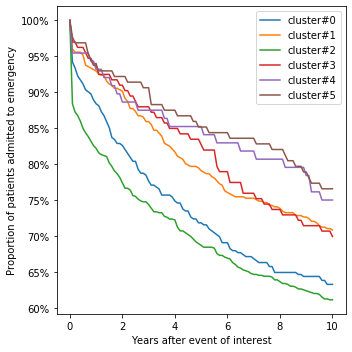 100%
95%
90%
85%
80%
75%
70%
65%
60%
Proportion of patients admitted to emergency
cluster#0
cluster#1
cluster#2
cluster#3
cluster#4
cluster#5
0 2 4 6 8 10
Years after event of interest